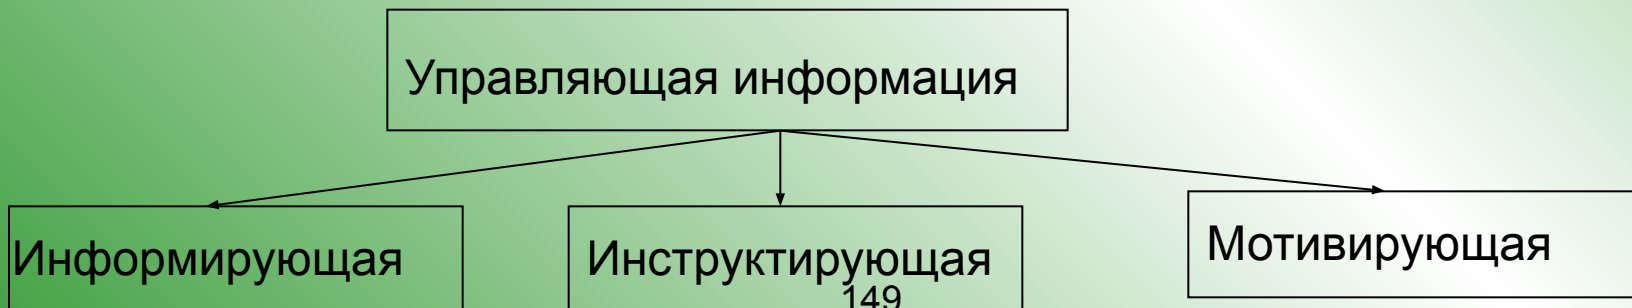 Управляющая информация
Информирующая
Инструктирующая
Мотивирующая
149